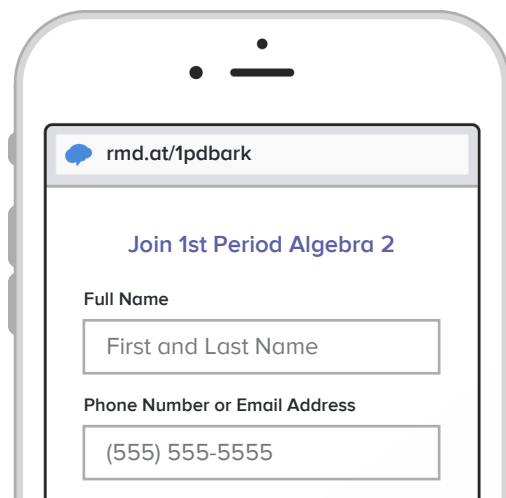 rmd.at/1pdbark
Join 1st Period Algebra 2
Full Name
First and Last Name
Phone Number or Email Address
(555) 555-5555